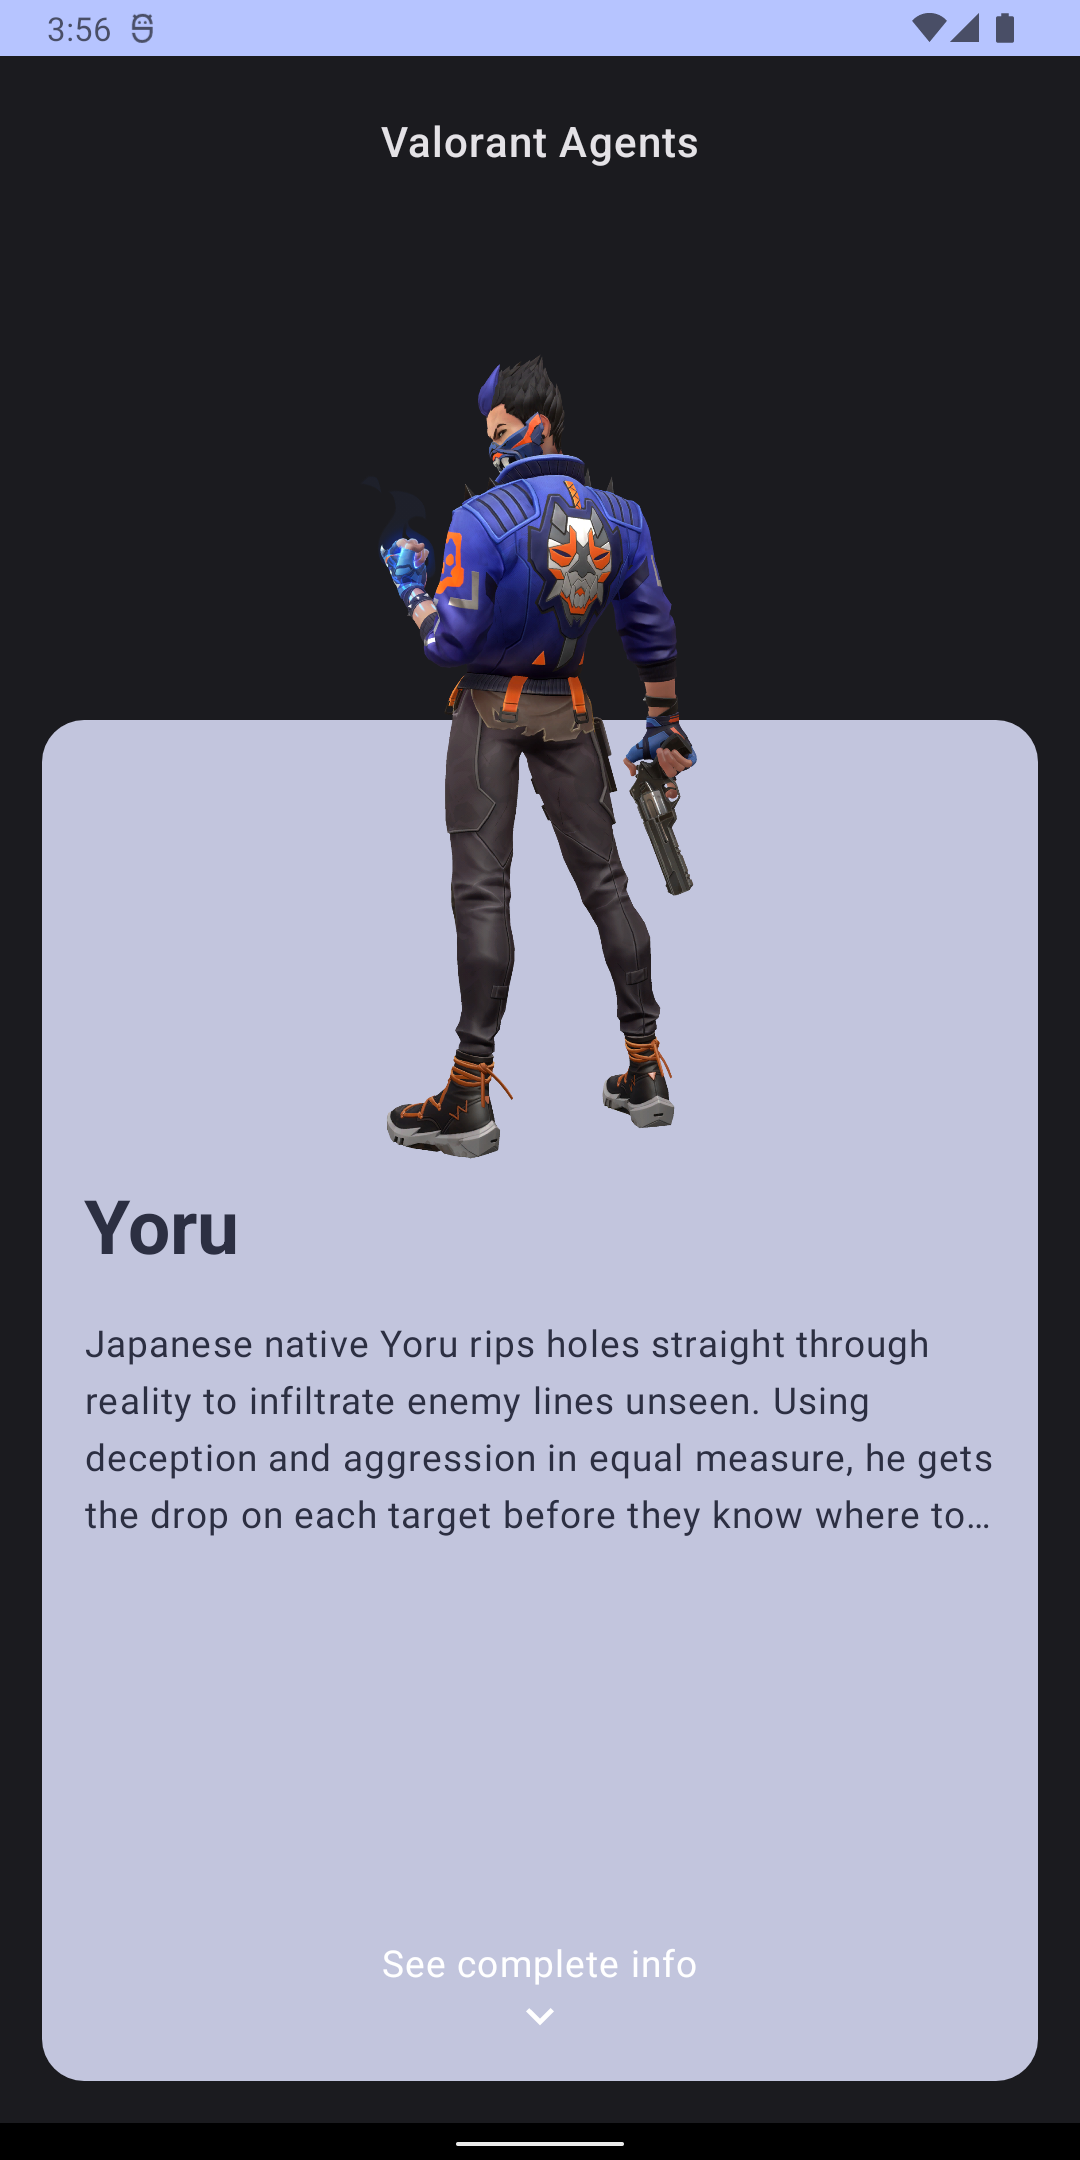 3:56
Valorant Agents
Yoru
Japanese native Yoru rips holes straight through
reality to infiltrate enemy lines unseen. Using
deception and aggression in equal measure, he gets
the drop on each target before they know where to…
See complete info